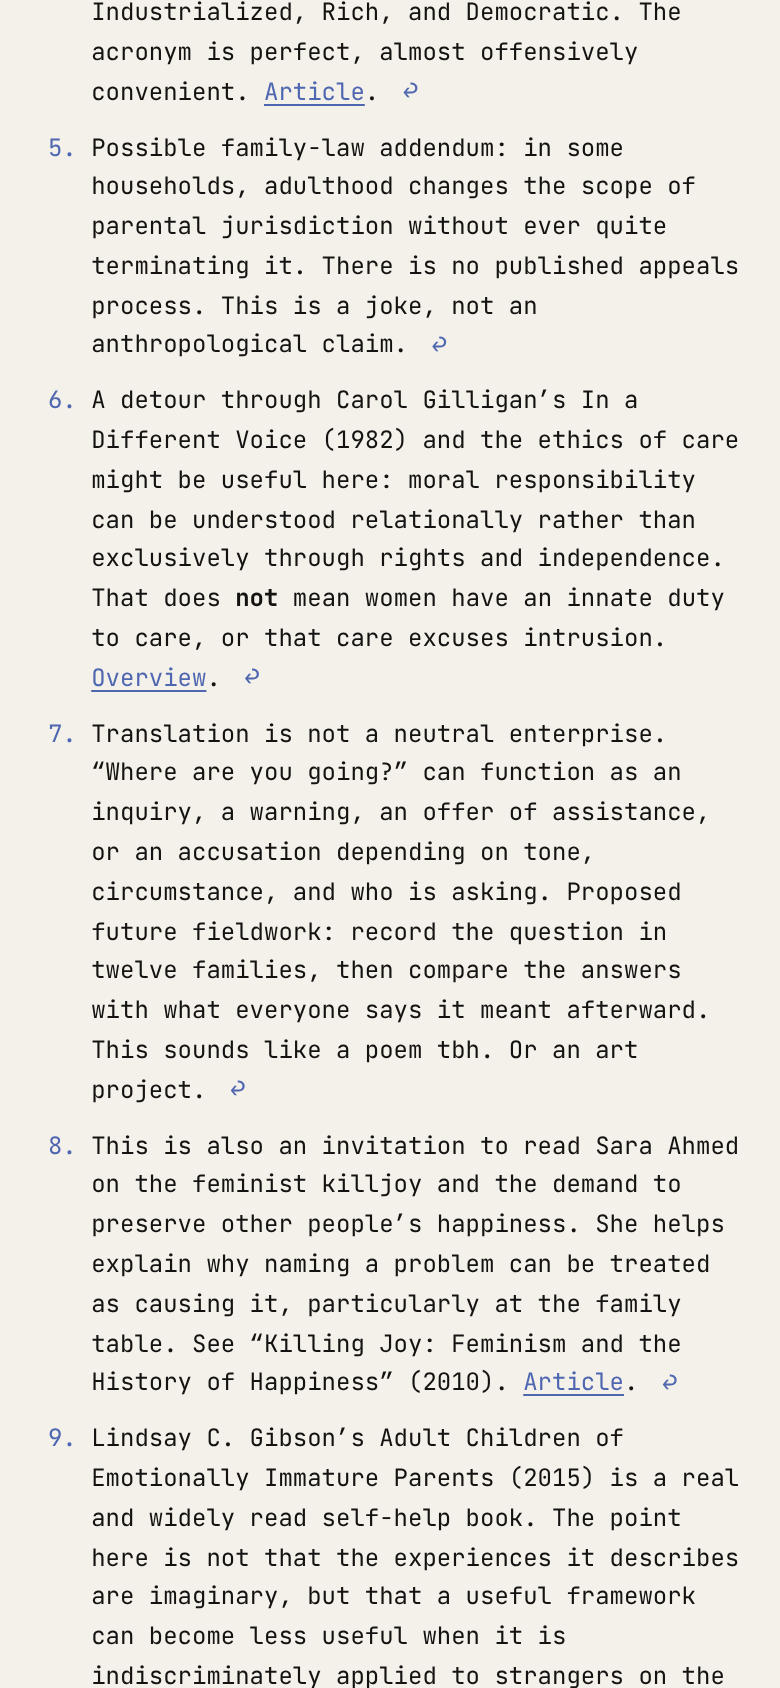 Industrialized, Rich, and Democratic. The
acronym is perfect, almost offensively
convenient. Article. ↩
5. Possible family-law addendum: in some
households, adulthood changes the scope of
parental jurisdiction without ever quite
terminating it. There is no published appeals
process. This is a joke, not an
anthropological claim. ↩
6. A detour through Carol Gilligan’s In a
Different Voice (1982) and the ethics of care
might be useful here: moral responsibility
can be understood relationally rather than
exclusively through rights and independence.
That does not mean women have an innate duty
to care, or that care excuses intrusion.
Overview. ↩
7. Translation is not a neutral enterprise.
“Where are you going?” can function as an
inquiry, a warning, an offer of assistance,
or an accusation depending on tone,
circumstance, and who is asking. Proposed
future fieldwork: record the question in
twelve families, then compare the answers
with what everyone says it meant afterward.
This sounds like a poem tbh. Or an art
project. ↩
8. This is also an invitation to read Sara Ahmed
on the feminist killjoy and the demand to
preserve other people’s happiness. She helps
explain why naming a problem can be treated
as causing it, particularly at the family
table. See “Killing Joy: Feminism and the
History of Happiness” (2010). Article. ↩
9. Lindsay C. Gibson’s Adult Children of
Emotionally Immature Parents (2015) is a real
and widely read self-help book. The point
here is not that the experiences it describes
are imaginary, but that a useful framework
can become less useful when it is
indiscriminately applied to strangers on the